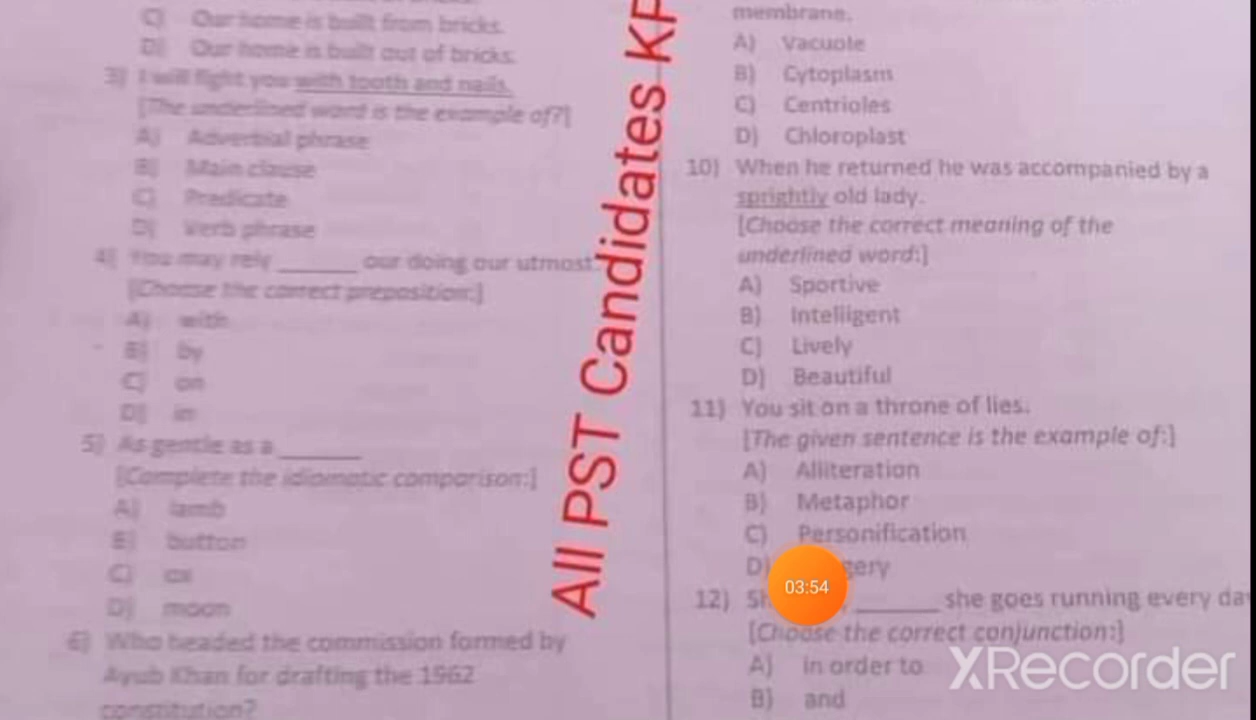 C) Our home is built from bricks.
D) Our home is built out of bricks.
3) I will fight you with tooth and nails.
[The underlined word is the example of?]
A) Adverbial phrase
B) Main clause
C) Predicate
D) Verb phrase
4) You may rely ______ our doing our utmost.
[Choose the correct preposition:]
A) with
B) by
C) on
D) in
5) As gentle as a ______
[Complete the idiomatic comparison:]
A) lamb
B) button
C) ox
D) moon
6) Who headed the commission formed by
Ayub Khan for drafting the 1962
constitution?
All PST Candidates KP
membrane.
A) Vacuole
B) Cytoplasm
C) Centrioles
D) Chloroplast
10) When he returned he was accompanied by a
sprightly old lady.
[Choose the correct meaning of the
underlined word:]
A) Sportive
B) Intelligent
C) Lively
D) Beautiful
11) You sit on a throne of lies.
[The given sentence is the example of:]
A) Alliteration
B) Metaphor
C) Personification
D)
03:54
12) ______ she goes running every
[Choose the correct conjunction:]
A) in order to
B) and
XRecorder